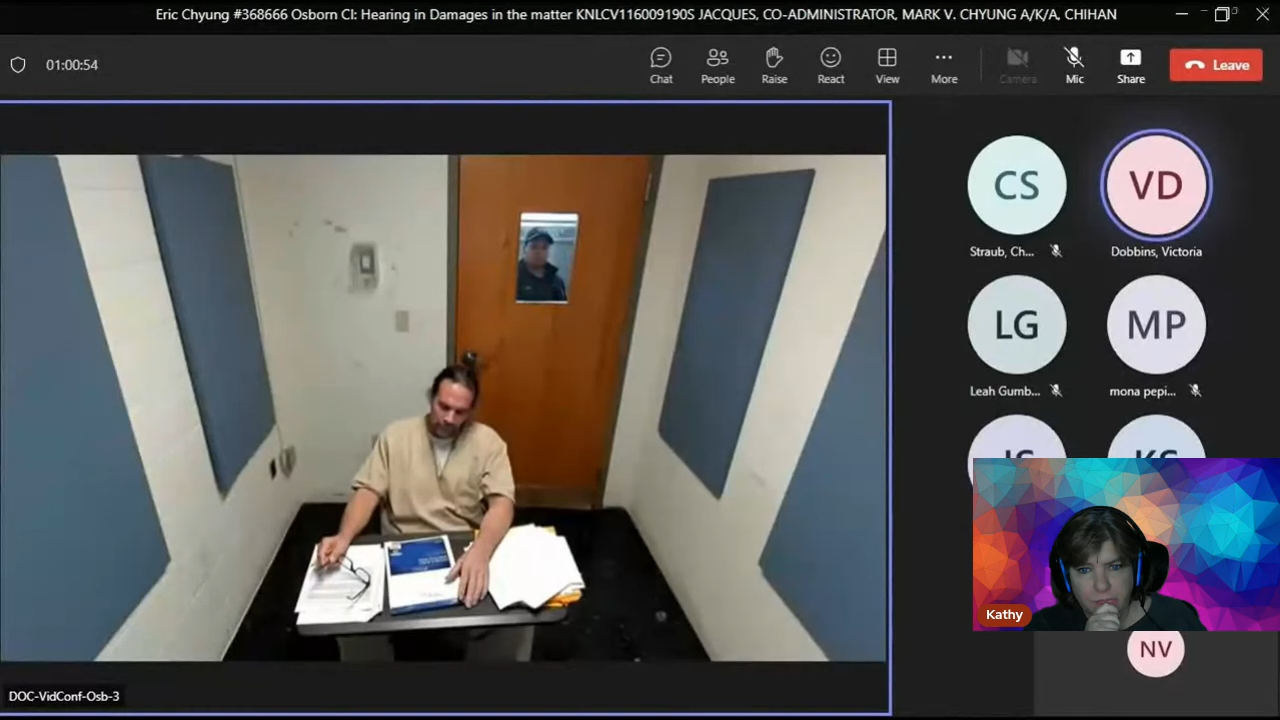 Eric Chyung #368666 Osborn CI: Hearing in Damages in the matter KNLCV116009190S JACQUES, CO-ADMINISTRATOR, MARK V. CHYUNG A/K/A, CHIHAN
01:00:54
Chat People Raise React View More Camera Mic Share Leave
CS VD
Straub, Ch... Dobbins, Victoria
LG MP
Leah Gumb... mona pepi...
Kathy
NV
DOC-VidConf-Osb-3